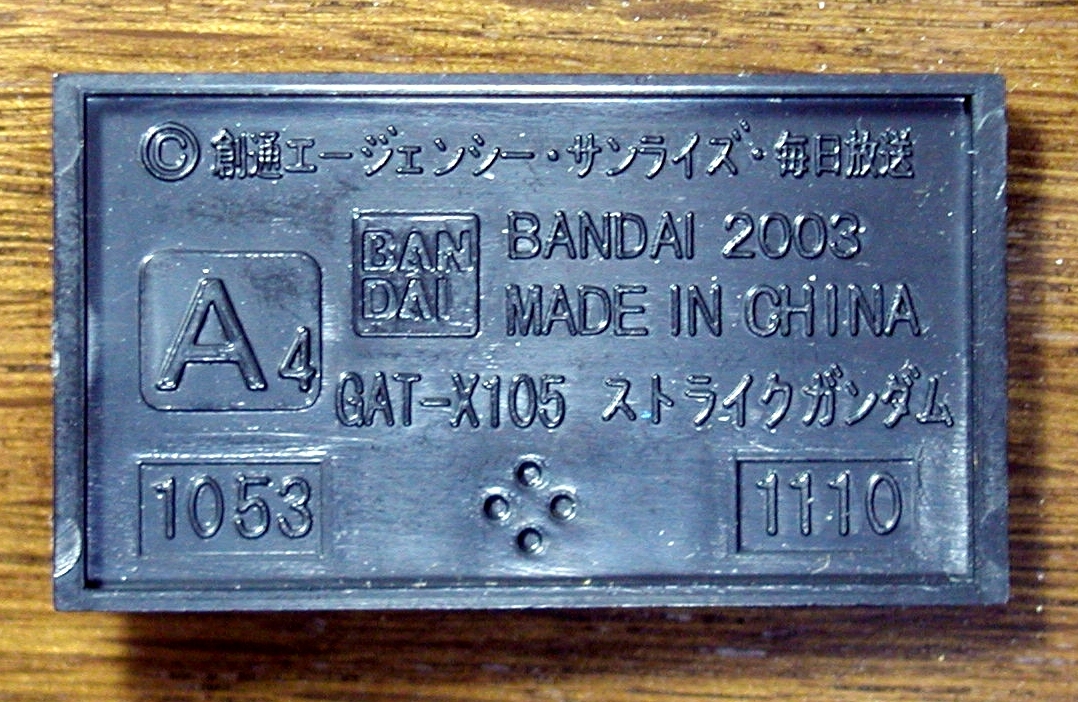 ©創通エージェンシー・サンライズ・毎日放送
BAN
DAI
BANDAI 2003
MADE IN CHINA
A4
GAT-X105 ストライクガンダム
1053
1110